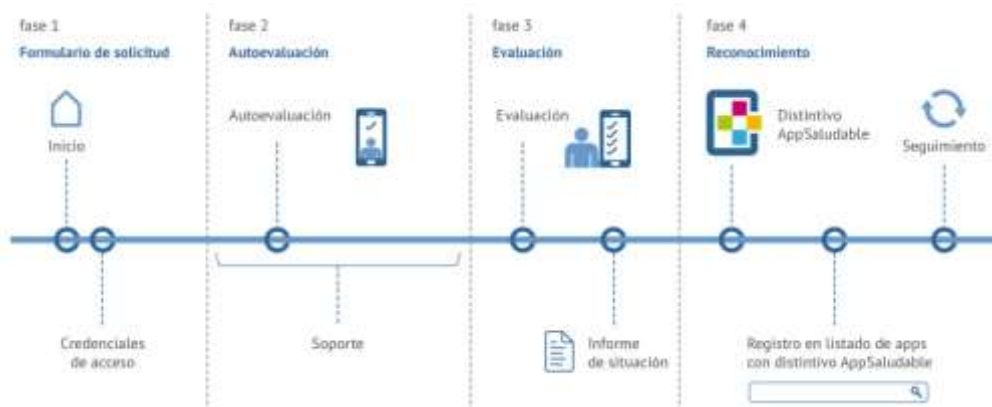 fase 1
Formulario de solicitud
Inicio
Credenciales
de acceso
fase 2
Autoevaluación
Autoevaluación
Soporte
fase 3
Evaluación
Evaluación
Informe
de situación
fase 4
Reconocimiento
Distintivo
AppSaludable
Seguimiento
Registro en listado de apps
con distintivo AppSaludable